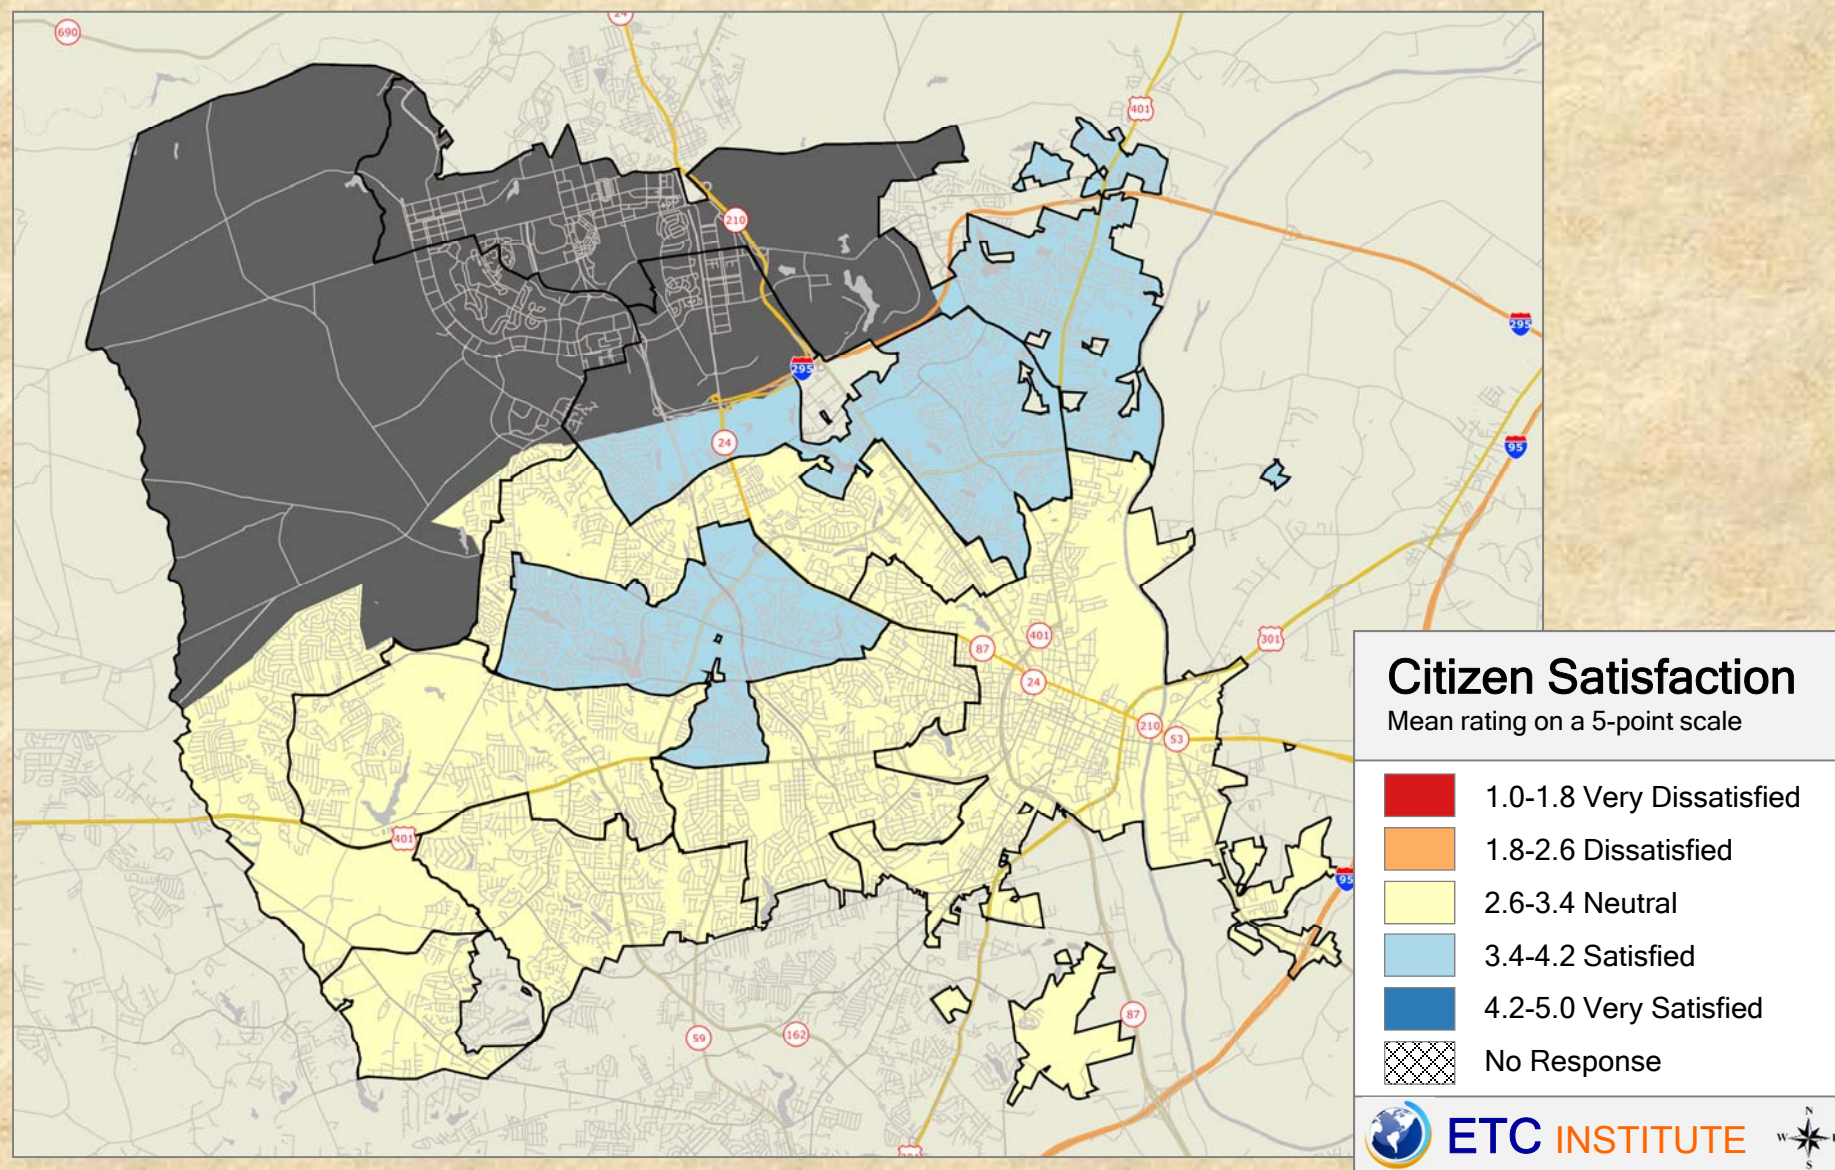 24
690
401
210
295
295
24
95
301
401
87
24
210
53
401
95
87
59
162
Citizen Satisfaction
Mean rating on a 5-point scale
1.0-1.8 Very Dissatisfied
1.8-2.6 Dissatisfied
2.6-3.4 Neutral
3.4-4.2 Satisfied
4.2-5.0 Very Satisfied
No Response
ETC INSTITUTE
N
W
S